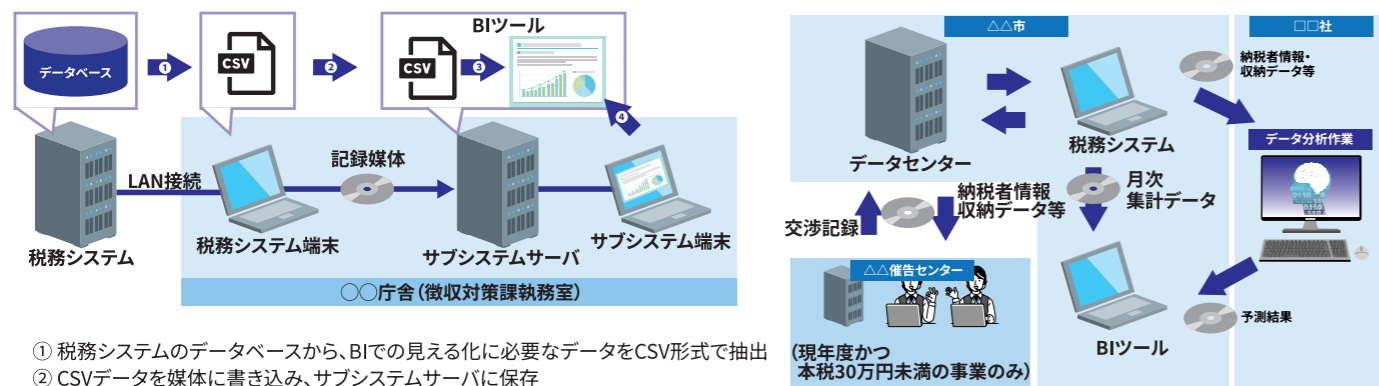 BIツール
データベース
①
CSV
②
CSV
③
④
LAN接続
記録媒体
税務システム
税務システム端末
サブシステムサーバ
サブシステム端末
○○庁舎（徴収対策課執務室）
① 税務システムのデータベースから、BIでの見える化に必要なデータをCSV形式で抽出
② CSVデータを媒体に書き込み、サブシステムサーバに保存
△△市
□□社
納税者情報・
収納データ等
データセンター
税務システム
データ分析作業
交渉記録
納税者情報
収納データ等
月次
集計データ
△△催告センター
予測結果
BIツール
（現年度かつ
本税30万円未満の事業のみ）